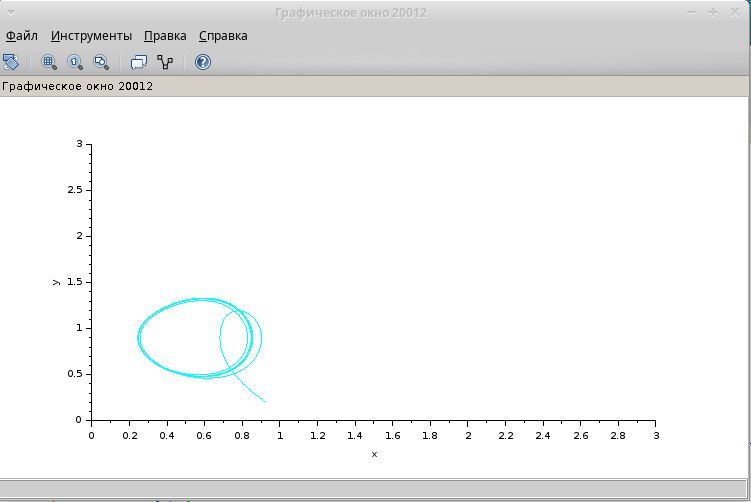 Графическое окно 20012
Файл Инструменты Правка Справка
Графическое окно 20012
3
2.5
2
y 1.5
1
0.5
0
0 0.2 0.4 0.6 0.8 1 1.2 1.4 1.6 1.8 2 2.2 2.4 2.6 2.8 3
x